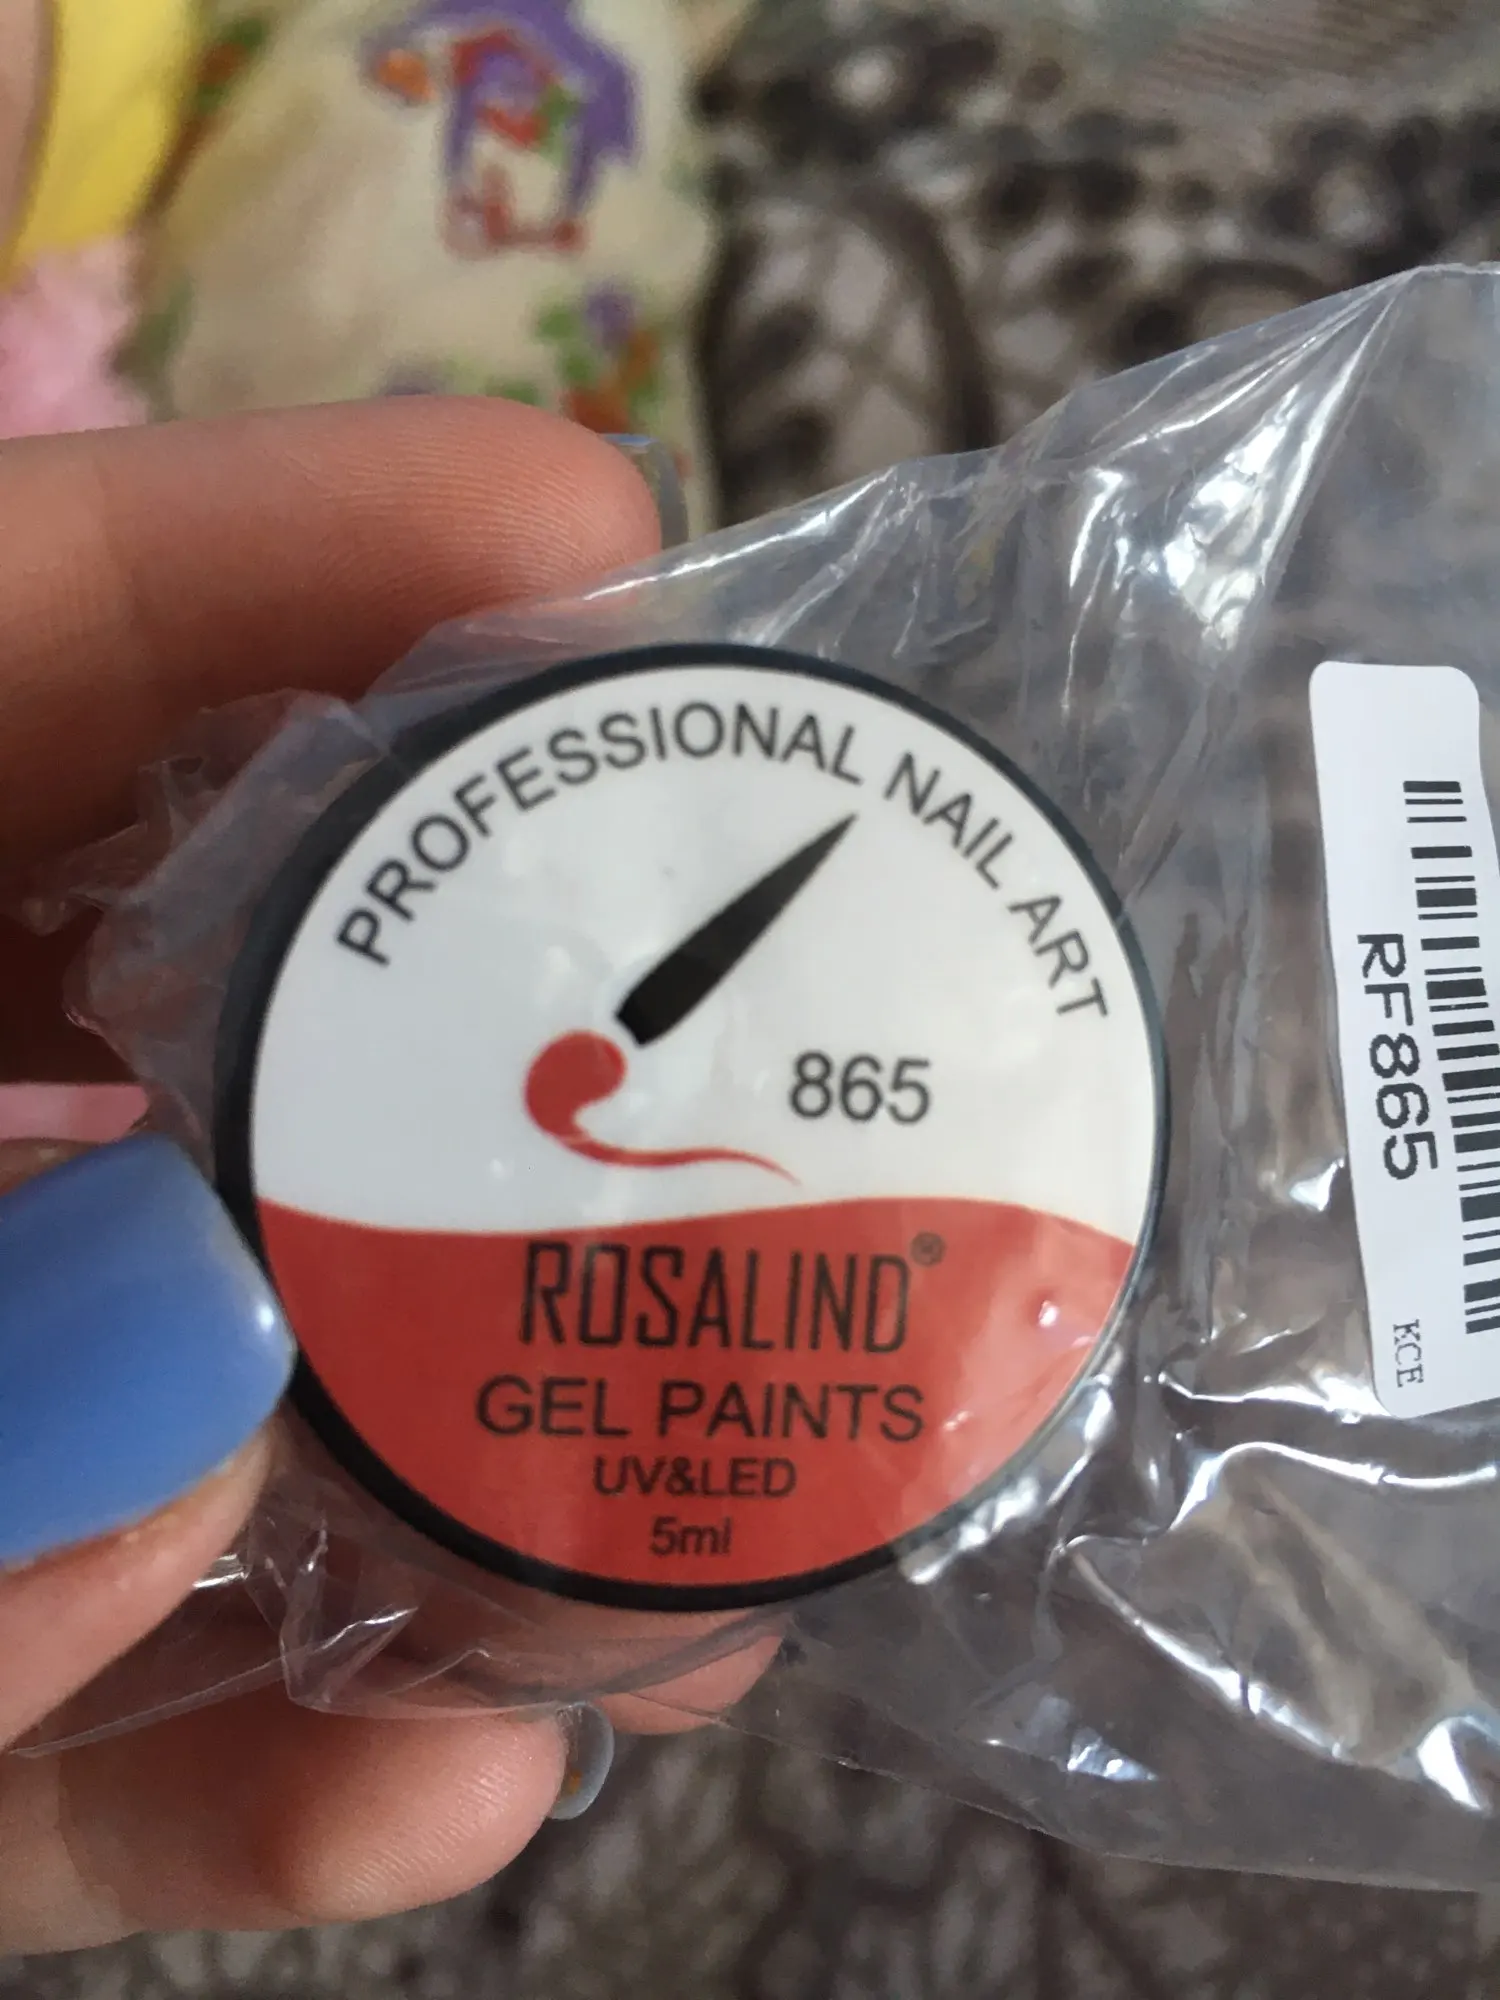 PROFESSIONAL NAIL ART
865
ROSALIND®
GEL PAINTS
UV&LED
5ml
RF865
KCE